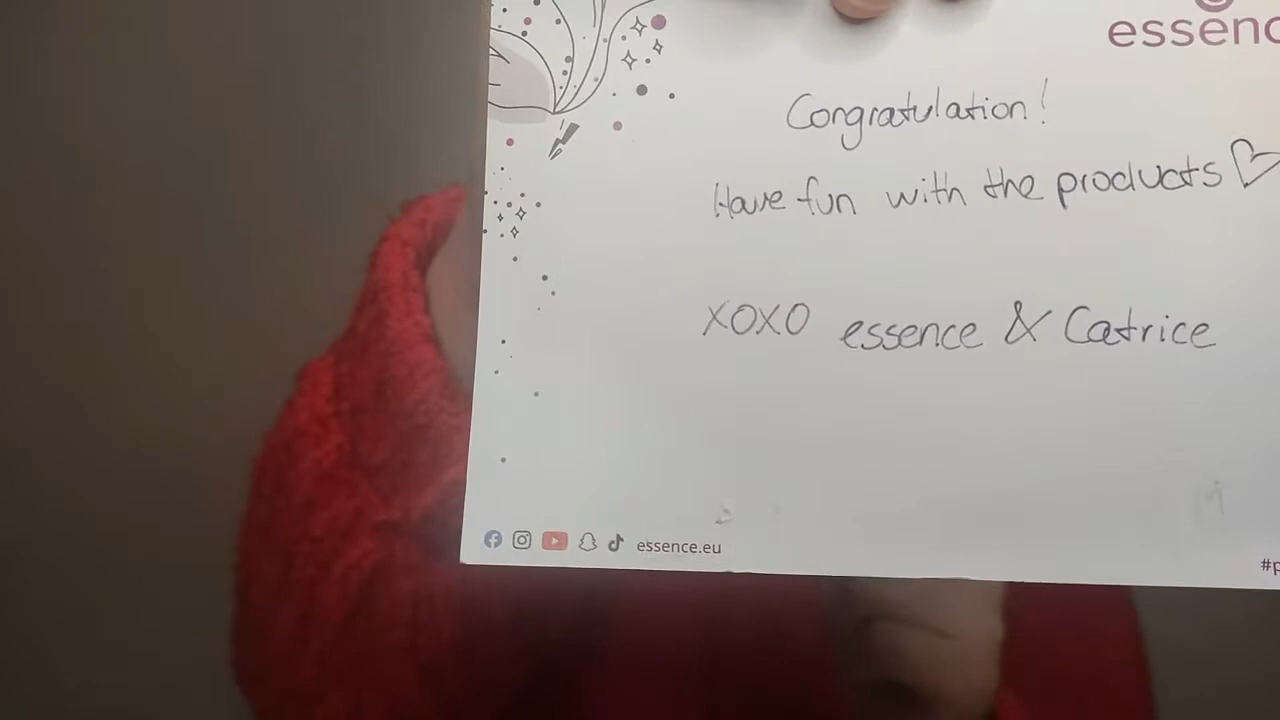 essenc
Congratulation!
Have fun with the products
XOXO essence & Catrice
essence.eu
#p